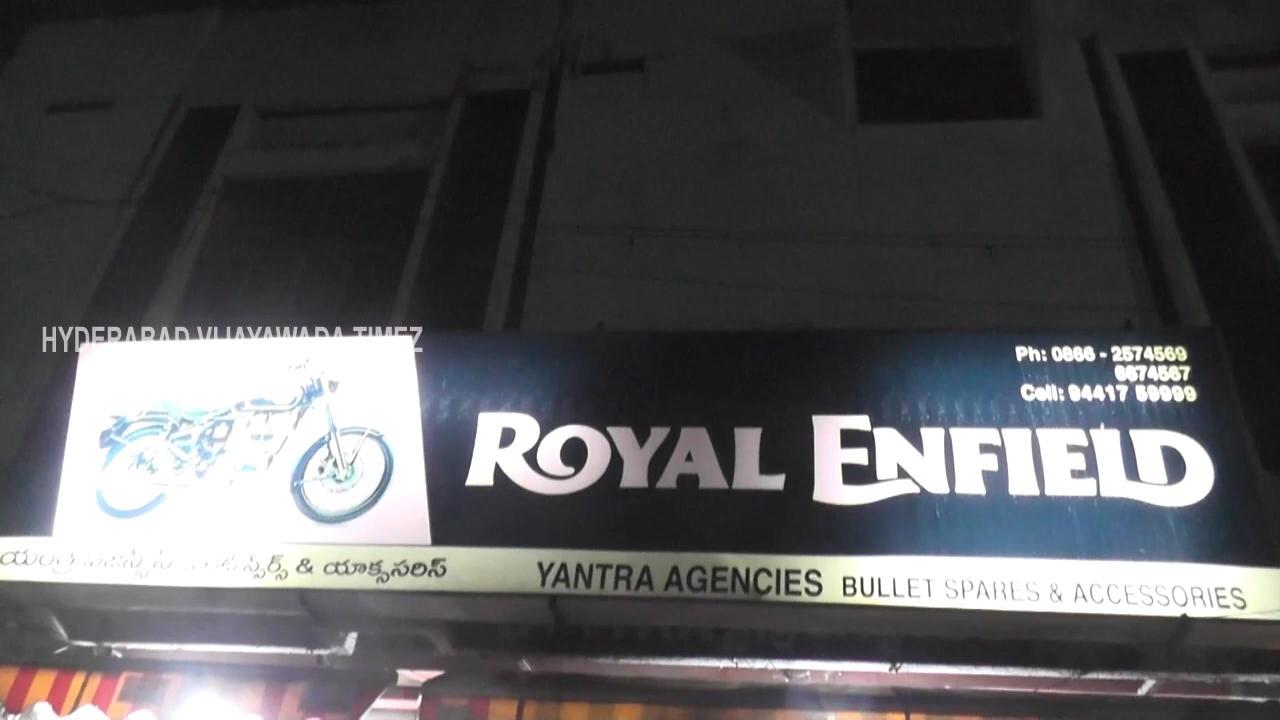 HYDERABAD VIJAYAWADA TIMEZ
Ph: 0866 - 2574569
6674567
Cell: 94417 59999
ROYAL ENFIELD
యంత్ర స్పేర్స్ & యాక్ససరిస్
YANTRA AGENCIES BULLET SPARES & ACCESSORIES